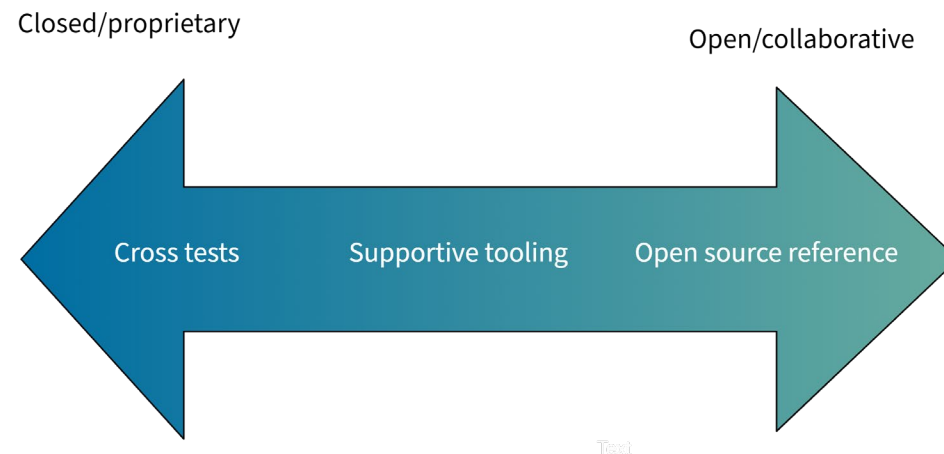 Closed/proprietary
Open/collaborative
Cross tests
Supportive tooling
Open source reference
Text